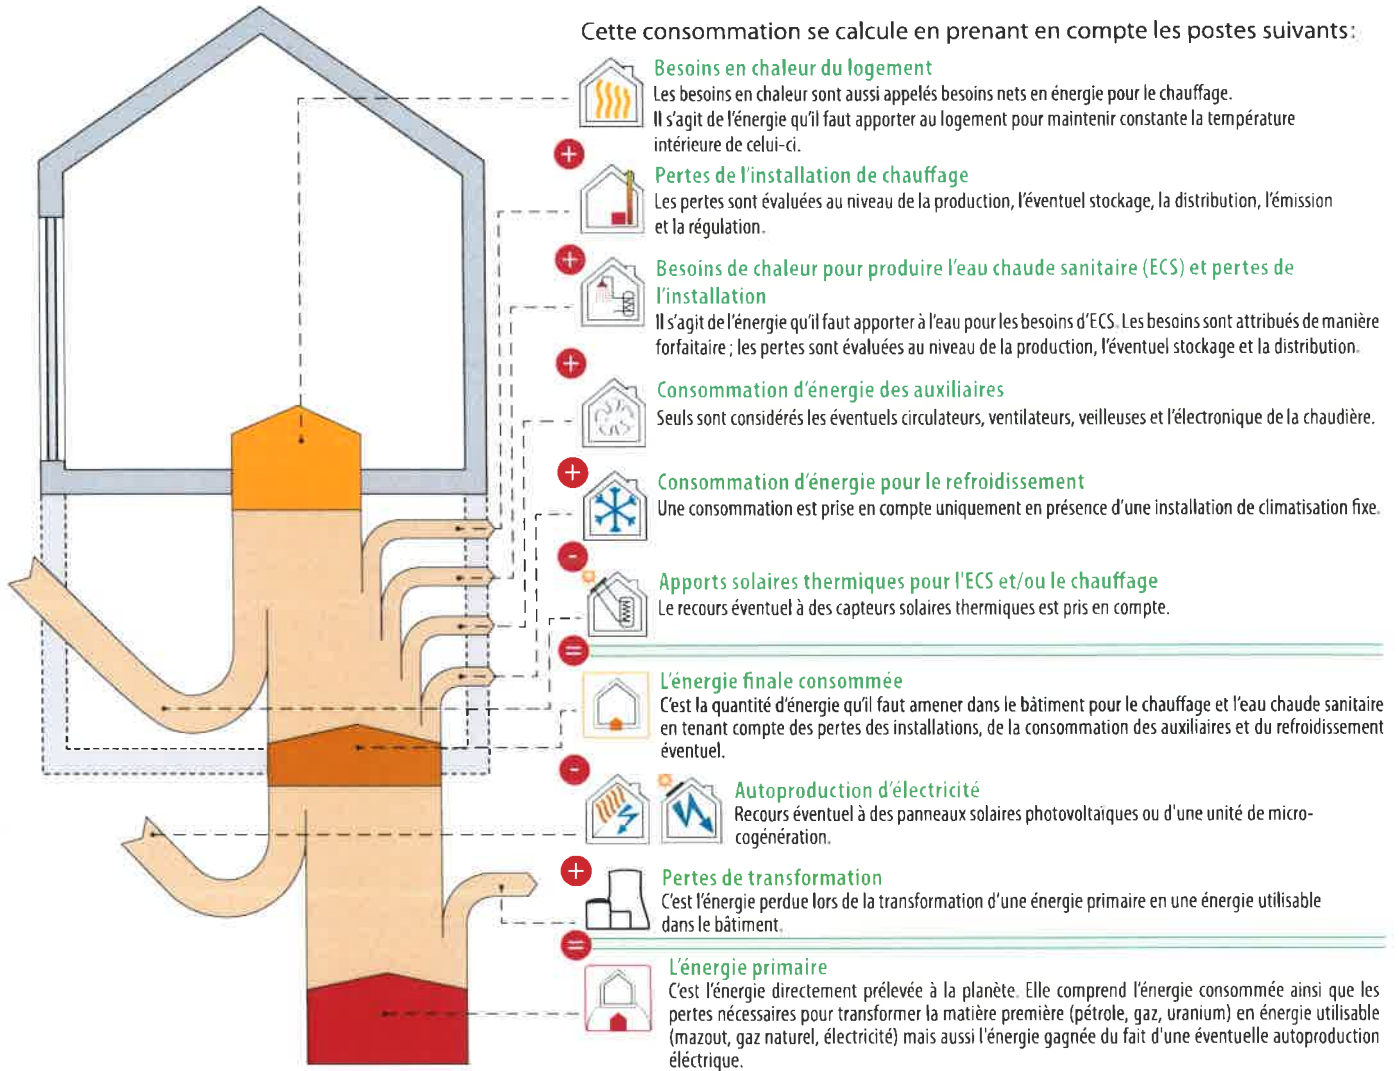 Cette consommation se calcule en prenant en compte les postes suivants:
Besoins en chaleur du logement
Les besoins en chaleur sont aussi appelés besoins nets en énergie pour le chauffage.
Il s'agit de l'énergie qu'il faut apporter au logement pour maintenir constante la température
intérieure de celui-ci.
+
Pertes de l'installation de chauffage
Les pertes sont évaluées au niveau de la production, l'éventuel stockage, la distribution, l'émission
et la régulation.
+
Besoins de chaleur pour produire l'eau chaude sanitaire (ECS) et pertes de
l'installation
Il s'agit de l'énergie qu'il faut apporter à l'eau pour les besoins d'ECS. Les besoins sont attribués de manière
forfaitaire ; les pertes sont évaluées au niveau de la production, l'éventuel stockage et la distribution.
+
Consommation d'énergie des auxiliaires
Seuls sont considérés les éventuels circulateurs, ventilateurs, veilleuses et l'électronique de la chaudière.
+
Consommation d'énergie pour le refroidissement
Une consommation est prise en compte uniquement en présence d'une installation de climatisation fixe.
-
Apports solaires thermiques pour l'ECS et/ou le chauffage
Le recours éventuel à des capteurs solaires thermiques est pris en compte.
=
L'énergie finale consommée
C'est la quantité d'énergie qu'il faut amener dans le bâtiment pour le chauffage et l'eau chaude sanitaire
en tenant compte des pertes des installations, de la consommation des auxiliaires et du refroidissement
éventuel.
-
Autoproduction d'électricité
Recours éventuel à des panneaux solaires photovoltaïques ou d'une unité de micro-
cogénération.
+
Pertes de transformation
C'est l'énergie perdue lors de la transformation d'une énergie primaire en une énergie utilisable
dans le bâtiment.
=
L'énergie primaire
C'est l'énergie directement prélevée à la planète. Elle comprend l'énergie consommée ainsi que les
pertes nécessaires pour transformer la matière première (pétrole, gaz, uranium) en énergie utilisable
(mazout, gaz naturel, électricité) mais aussi l'énergie gagnée du fait d'une éventuelle autoproduction
éléctrique.